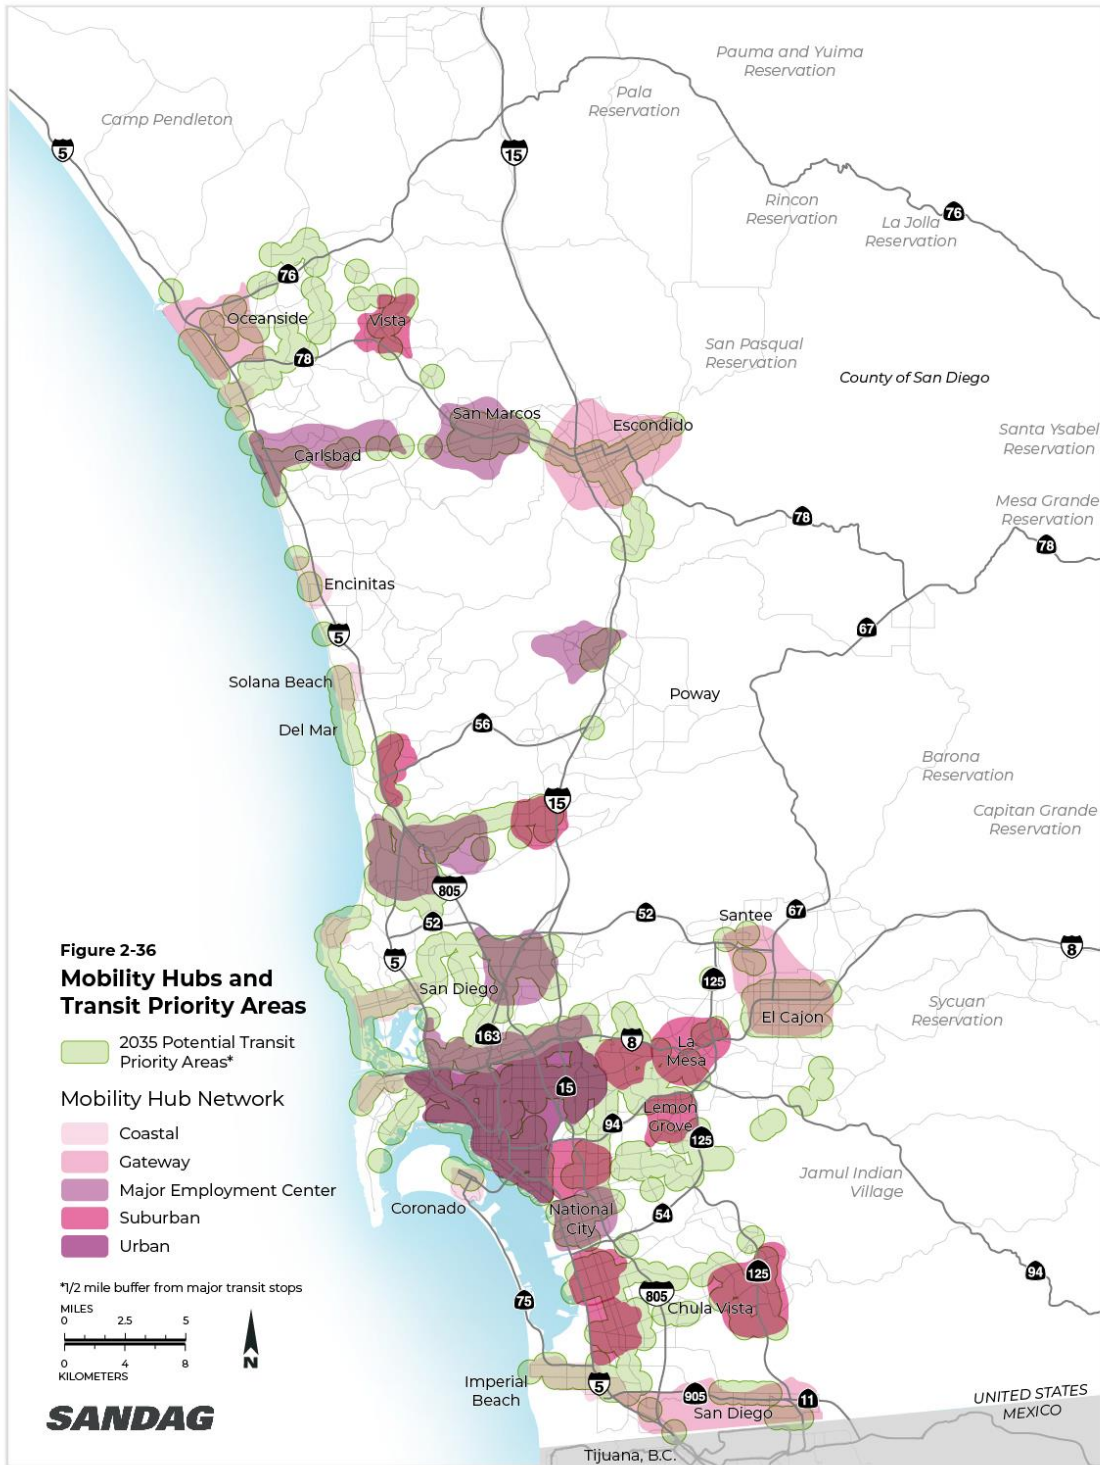 Pauma and Yuima
Reservation
Pala
Reservation
Camp Pendleton
5
15
Rincon
Reservation
76
La Jolla
Reservation
76
Oceanside
Vista
78
San Pasqual
Reservation
County of San Diego
San Marcos
Escondido
Santa Ysabel
Reservation
Carlsbad
Mesa Grande
Reservation
78
78
Encinitas
5
67
Solana Beach
Poway
Del Mar
56
Barona
Reservation
15
Capitan Grande
Reservation
805
52
52
Santee
67
5
8
San Diego
125
Sycuan
Reservation
El Cajon
163
8
La
Mesa
15
Lemon
Grove
94
125
Jamul Indian
Village
Coronado
National
City
54
125
94
75
805
Chula Vista
Imperial
Beach
5
905
11
San Diego
UNITED STATES
MEXICO
Tijuana, B.C.
Figure 2-36
Mobility Hubs and
Transit Priority Areas
2035 Potential Transit
Priority Areas*
Mobility Hub Network
Coastal
Gateway
Major Employment Center
Suburban
Urban
*1/2 mile buffer from major transit stops
MILES
0 2.5 5
0 4 8
KILOMETERS
N
SANDAG